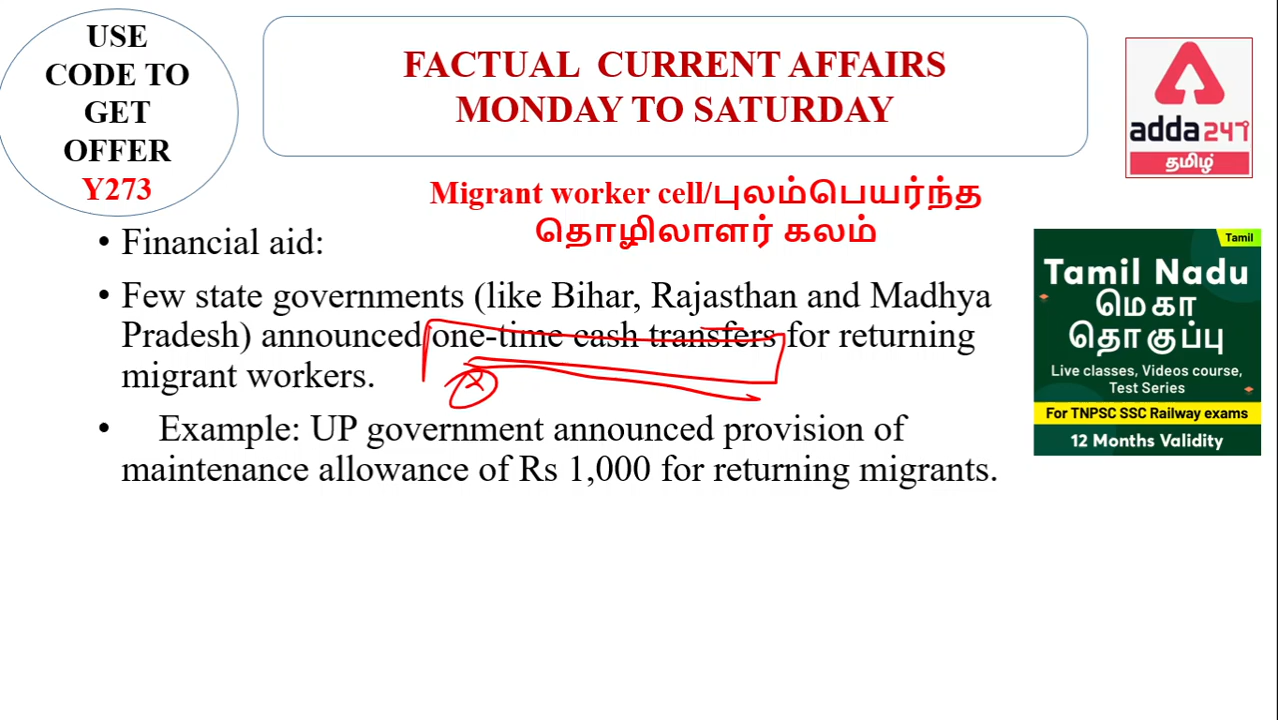 USE
CODE TO
GET
OFFER
Y273
FACTUAL CURRENT AFFAIRS
MONDAY TO SATURDAY
adda247
தமிழ்
Migrant worker cell/புலம்பெயர்ந்த
தொழிலாளர் கலம்
• Financial aid:
• Few state governments (like Bihar, Rajasthan and Madhya
Pradesh) announced one-time cash transfers for returning
migrant workers.
• Example: UP government announced provision of
maintenance allowance of Rs 1,000 for returning migrants.
Tamil
Tamil Nadu
மெகா
தொகுப்பு
Live classes, Videos course,
Test Series
For TNPSC SSC Railway exams
12 Months Validity